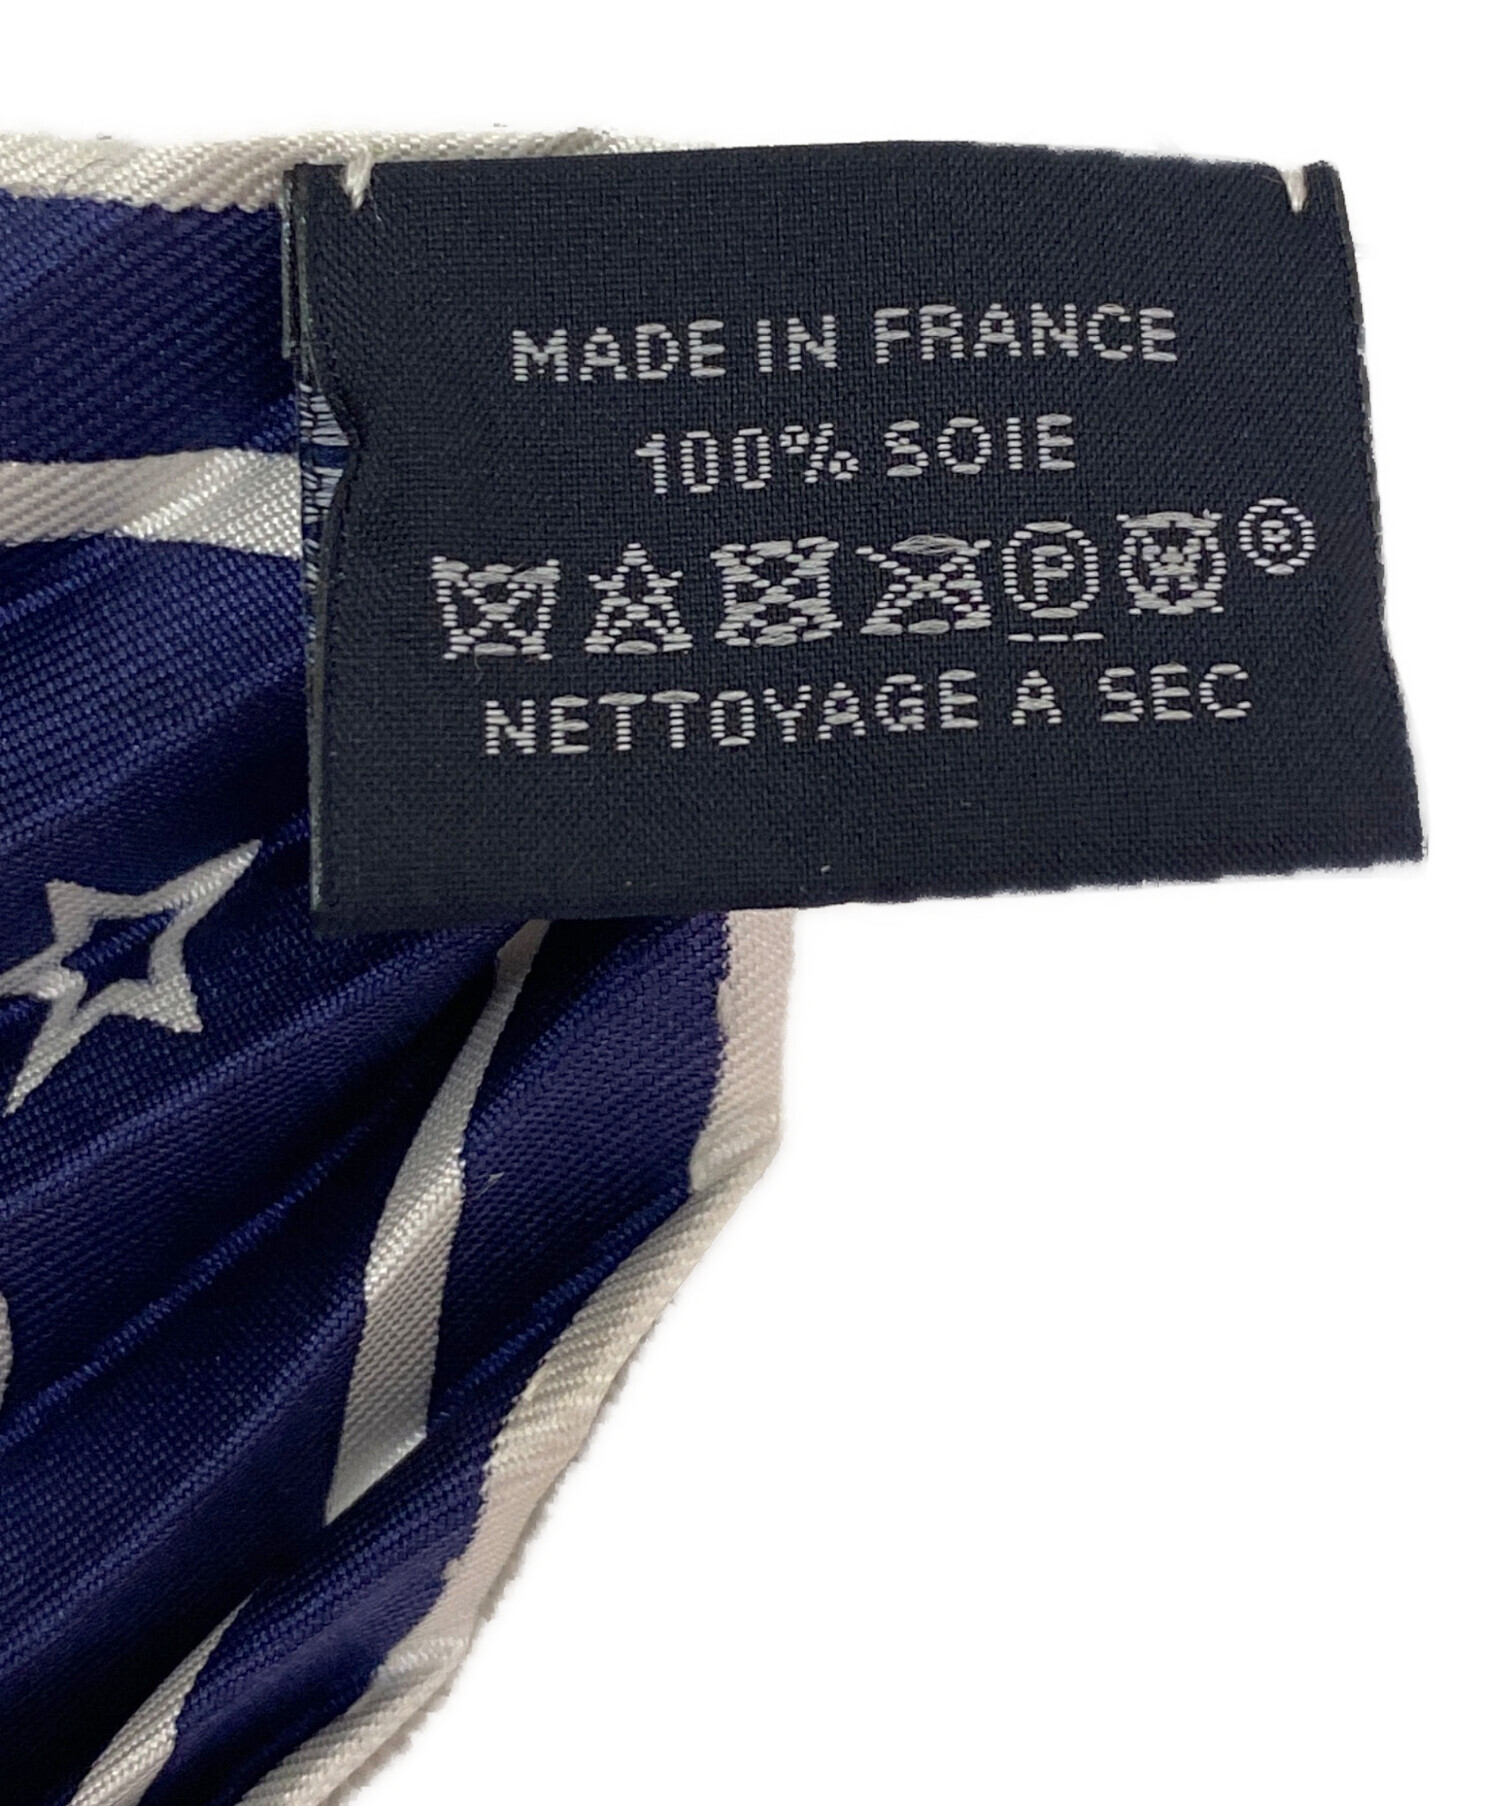 MADE IN FRANCE
100% SOIE
P W ®
NETTOYAGE A SEC